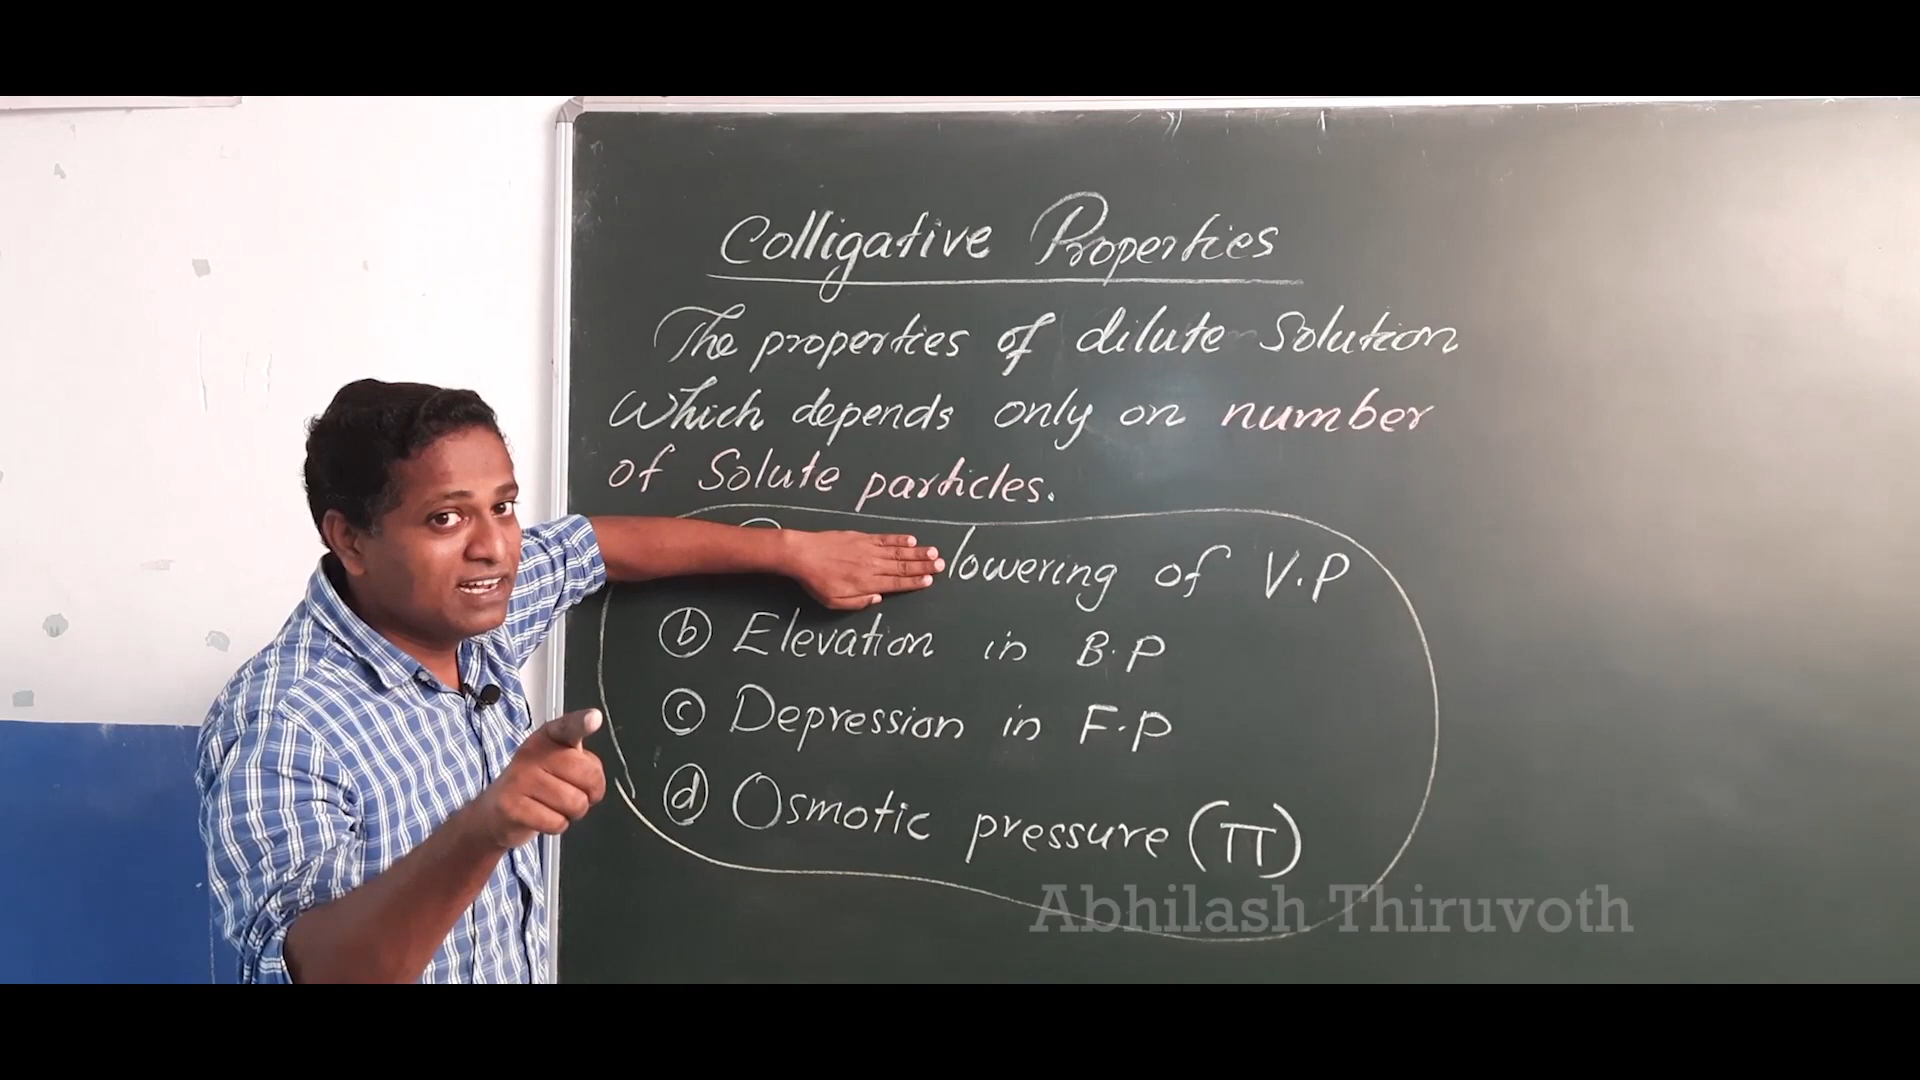 Colligative Properties
The properties of dilute Solution
Which depends only on number
of Solute particles.
lowering of V.P
(b) Elevation in B.P
(c) Depression in F.P
(d) Osmotic pressure (π)
Abhilash Thiruvoth